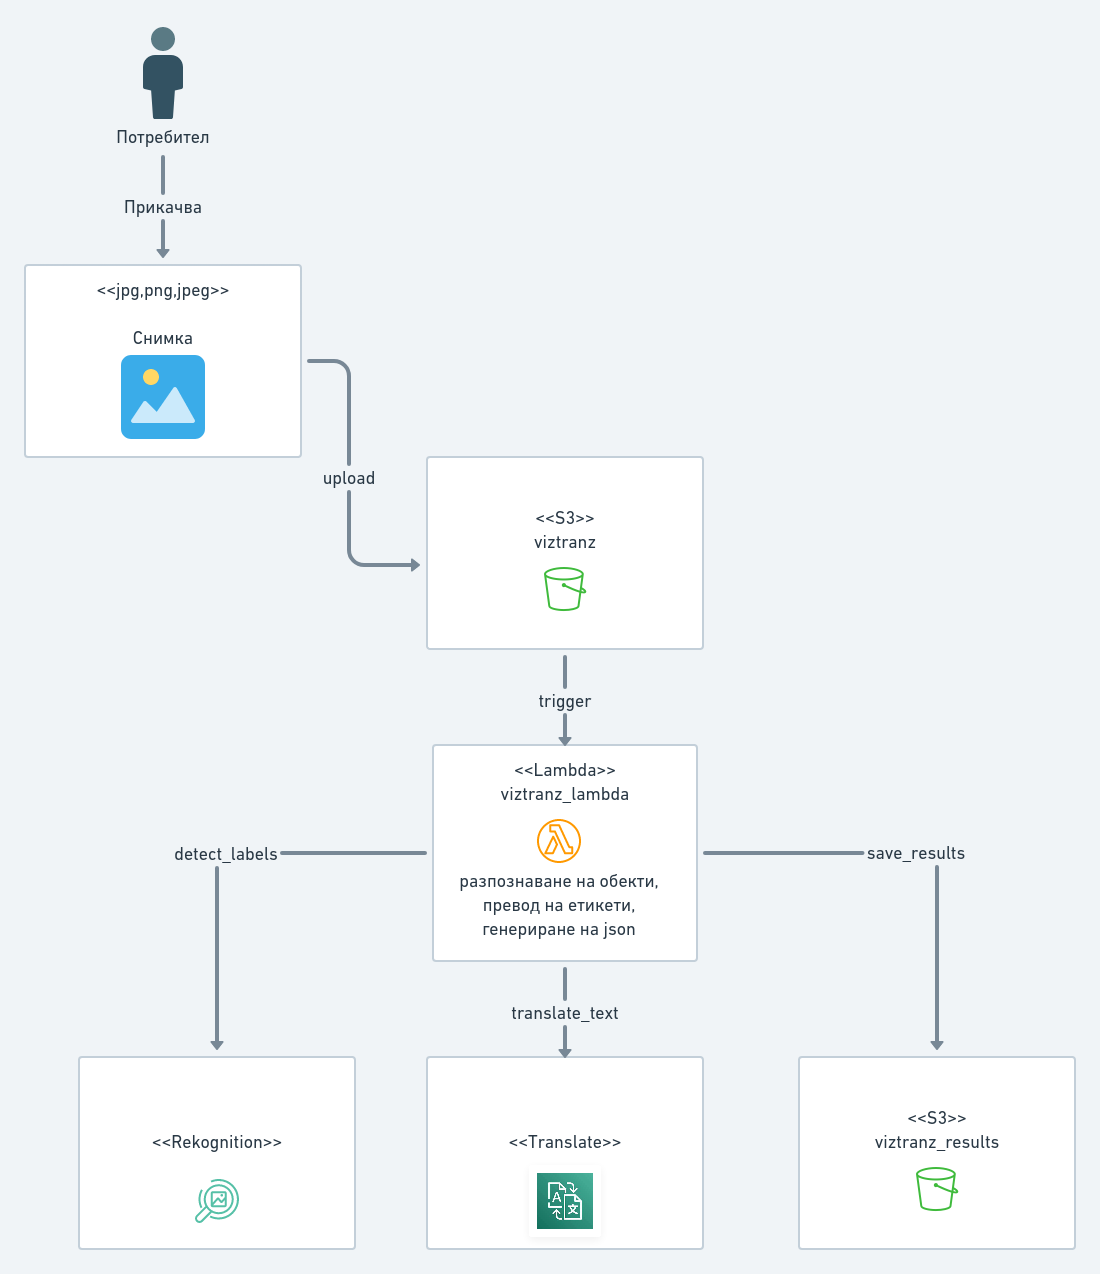 Потребител
Прикачва
<<jpg,png,jpeg>>
Снимка
upload
<<S3>>
viztranz
trigger
<<Lambda>>
viztranz_lambda
разпознаване на обекти,
превод на етикети,
генериране на json
detect_labels
save_results
translate_text
<<Rekognition>>
<<Translate>>
A
文
<<S3>>
viztranz_results